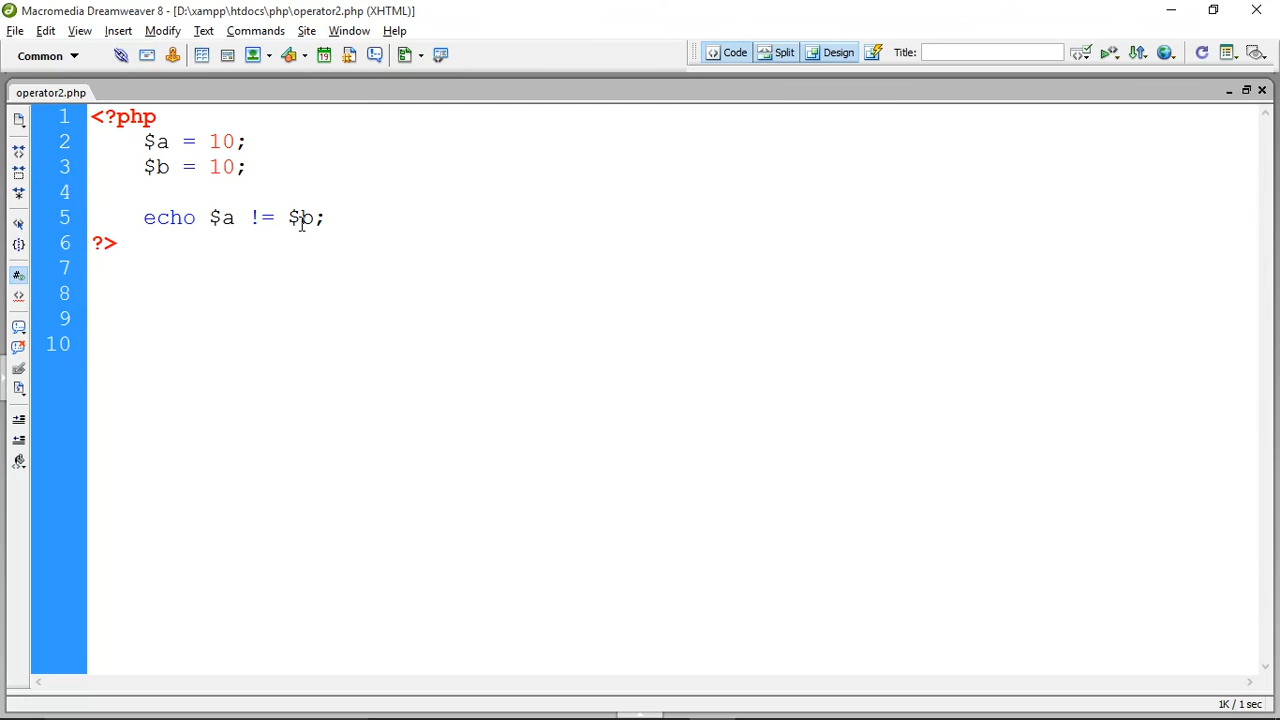 Macromedia Dreamweaver 8 - [D:\xampp\htdocs\php\operator2.php (XHTML)]
File Edit View Insert Modify Text Commands Site Window Help
Common Code Split Design Title:
operator2.php
1 <?php
2 $a = 10;
3 $b = 10;
4
5 echo $a != $b;
6 ?>
7
8
9
10
1K / 1 sec